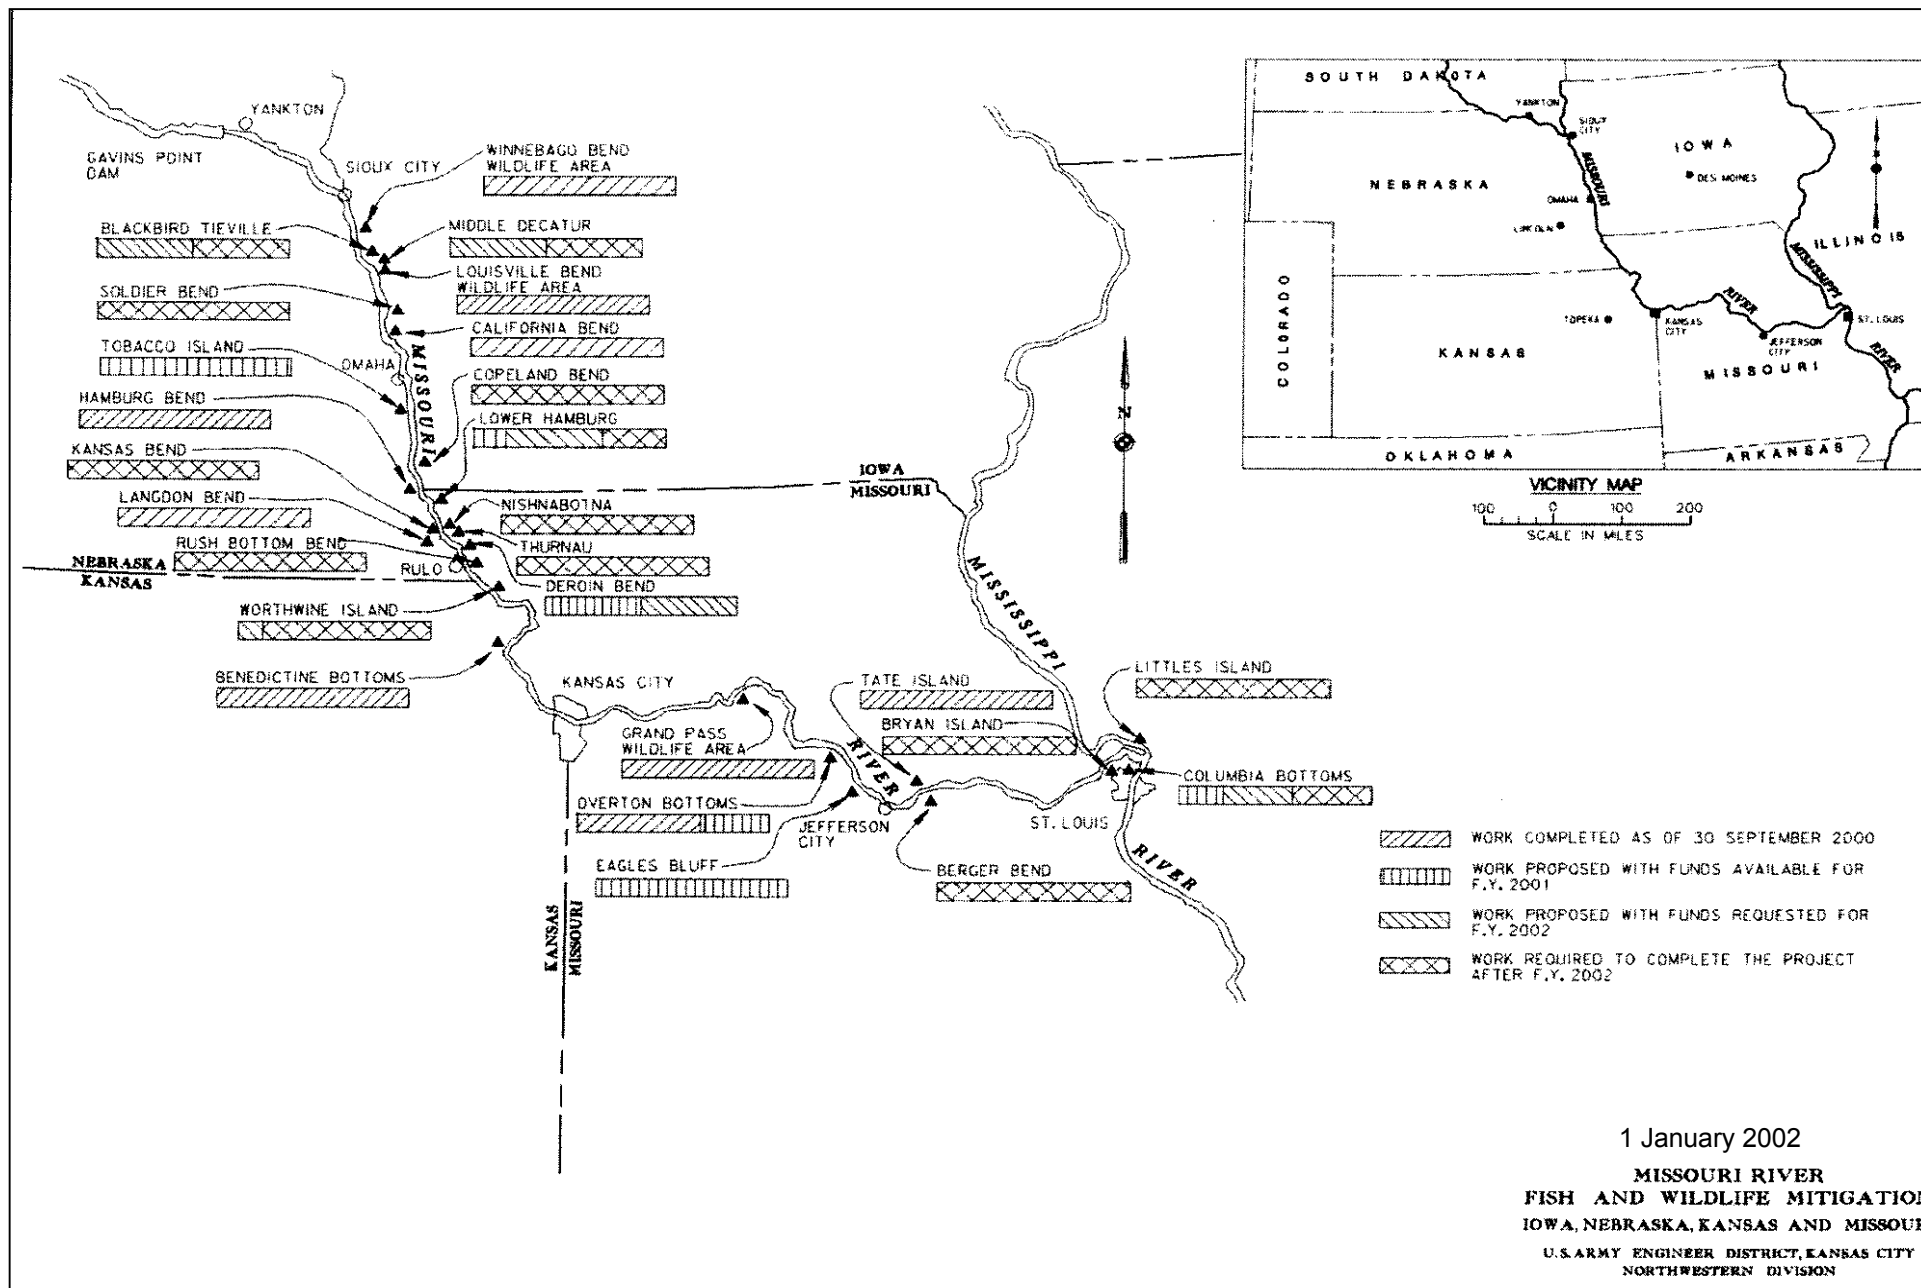 YANKTON
GAVINS POINT
DAM
SIOUX CITY
WINNEBAGO BEND
WILDLIFE AREA
BLACKBIRD TIEVILLE
MIDDLE DECATUR
LOUISVILLE BEND
WILDLIFE AREA
SOLDIER BEND
CALIFORNIA BEND
TOBACCO ISLAND
OMAHA
MISSOURI
COPELAND BEND
HAMBURG BEND
LOWER HAMBURG
KANSAS BEND
IOWA
MISSOURI
LANGDON BEND
NISHNABOTNA
RUSH BOTTOM BEND
THURNAU
NEBRASKA
KANSAS
RULO
DEROIN BEND
WORTHWINE ISLAND
MISSISSIPPI
BENEDICTINE BOTTOMS
KANSAS CITY
TATE ISLAND
LITTLES ISLAND
GRAND PASS
WILDLIFE AREA
RIVER
BRYAN ISLAND
COLUMBIA BOTTOMS
OVERTON BOTTOMS
JEFFERSON
CITY
ST. LOUIS
EAGLES BLUFF
BERGER BEND
RIVER
KANSAS
MISSOURI
N
SOUTH DAKOTA
YANKTON
SIOUX
CITY
IOWA
NEBRASKA
MISSOURI
DES MOINES
OMAHA
LINCOLN
ILLINOIS
MISSISSIPPI
COLORADO
TOPEKA
KANSAS
CITY
RIVER
ST. LOUIS
JEFFERSON
CITY
KANSAS
MISSOURI
RIVER
OKLAHOMA
ARKANSAS
VICINITY MAP
100 0 100 200
SCALE IN MILES
WORK COMPLETED AS OF 30 SEPTEMBER 2000
WORK PROPOSED WITH FUNDS AVAILABLE FOR
F.Y. 2001
WORK PROPOSED WITH FUNDS REQUESTED FOR
F.Y. 2002
WORK REQUIRED TO COMPLETE THE PROJECT
AFTER F.Y. 2002
1 January 2002
MISSOURI RIVER
FISH AND WILDLIFE MITIGATION
IOWA, NEBRASKA, KANSAS AND MISSOURI
U.S. ARMY ENGINEER DISTRICT, KANSAS CITY
NORTHWESTERN DIVISION